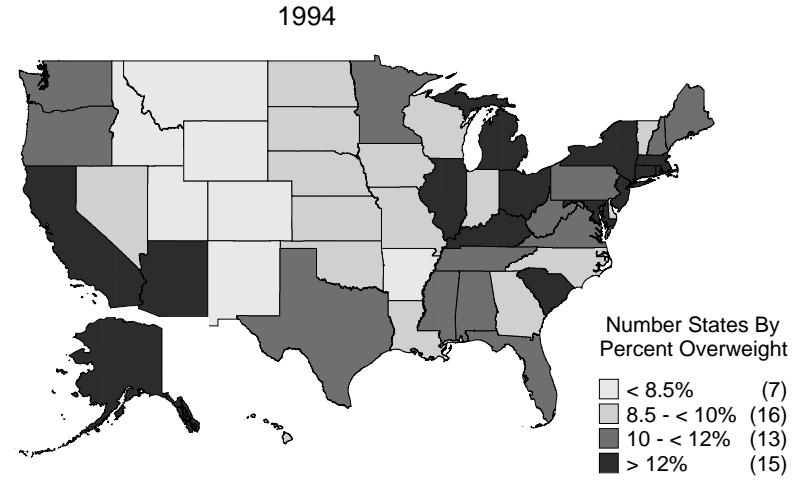 1994
Number States By
Percent Overweight
< 8.5% (7)
8.5 - < 10% (16)
10 - < 12% (13)
> 12% (15)